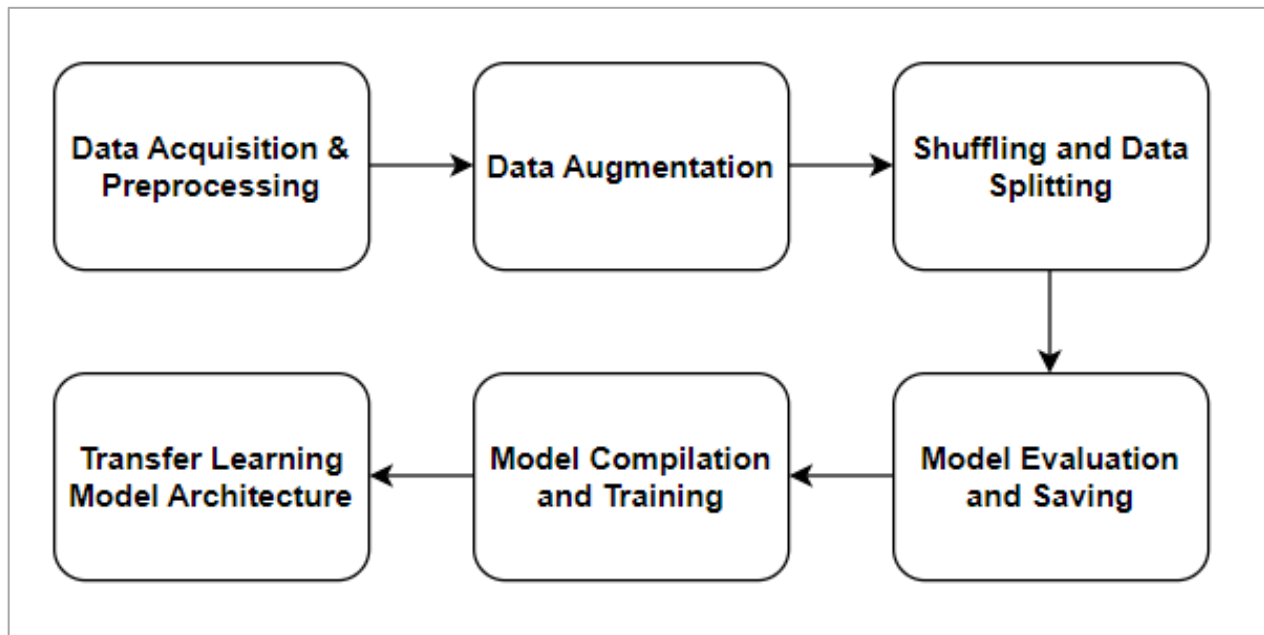 Data Acquisition &
Preprocessing
Data Augmentation
Shuffling and Data
Splitting
Transfer Learning
Model Architecture
Model Compilation
and Training
Model Evaluation
and Saving